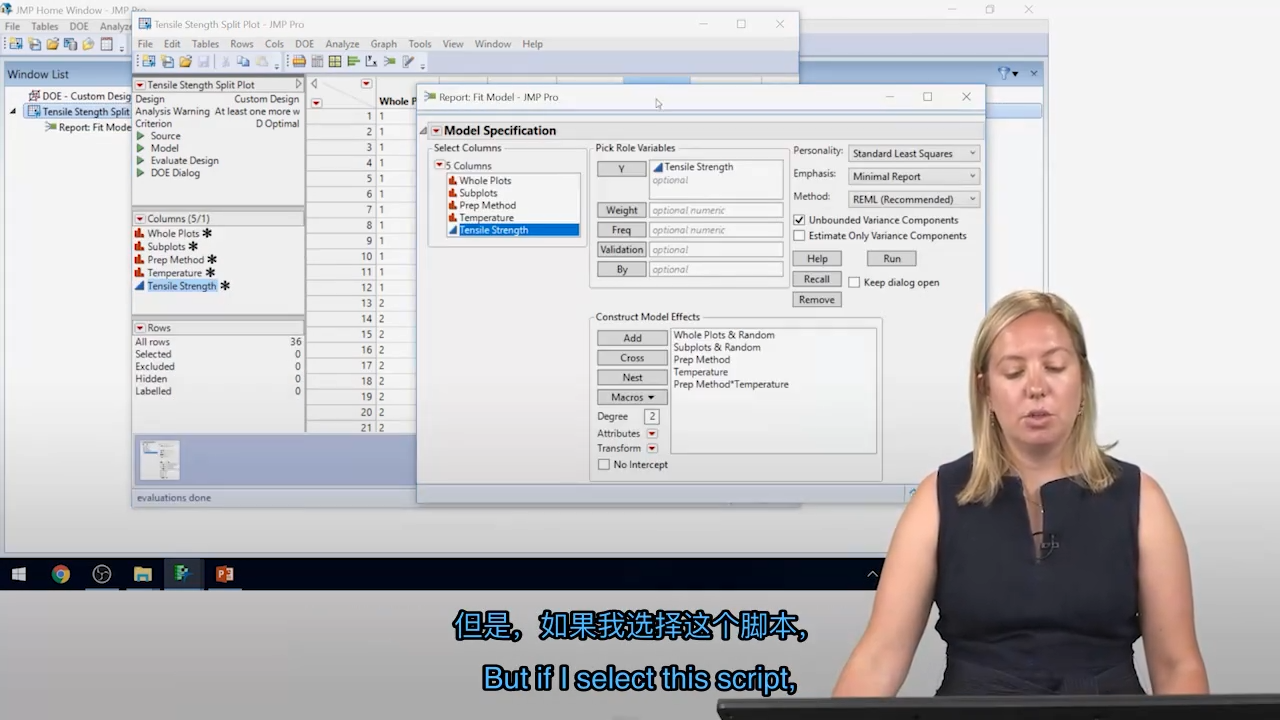 JMP Home Window - JMP Pro
File Tables DOE Analyze
Window List
DOE - Custom Desig
Tensile Stength Split
Report: Fit Mode
Tensile Stength Split Plot - JMP Pro
File Edit Tables Rows Cols DOE Analyze Graph Tools View Window Help
Tensile Stength Split Plot
Design Custom Design
Analysis Warning At least one more w
Criterion D Optimal
Source
Model
Evaluate Design
DOE Dialog
Columns (5/1)
Whole Plots
Subplots
Prep Method
Temperature
Tensile Strength
Rows
All rows 36
Selected 0
Excluded 0
Hidden 0
Labelled 0
evaluations done
Whole P
1 1
2 1
3 1
4 1
5 1
6 1
7 1
8 1
9 1
10 1
11 1
12 1
13 2
14 2
15 2
16 2
17 2
18 2
19 2
20 2
21 2
Report: Fit Model - JMP Pro
Model Specification
Select Columns
5 Columns
Whole Plots
Subplots
Prep Method
Temperature
Tensile Strength
Pick Role Variables
Y Tensile Strength
optional
Weight optional numeric
Freq optional numeric
Validation optional
By optional
Personality: Standard Least Squares
Emphasis: Minimal Report
Method: REML (Recommended)
Unbounded Variance Components
Estimate Only Variance Components
Help Run
Recall Keep dialog open
Remove
Construct Model Effects
Add
Cross
Nest
Macros
Degree 2
Attributes
Transform
No Intercept
Whole Plots & Random
Subplots & Random
Prep Method
Temperature
Prep Method*Temperature
但是，如果我选择这个脚本，
But if I select this script,